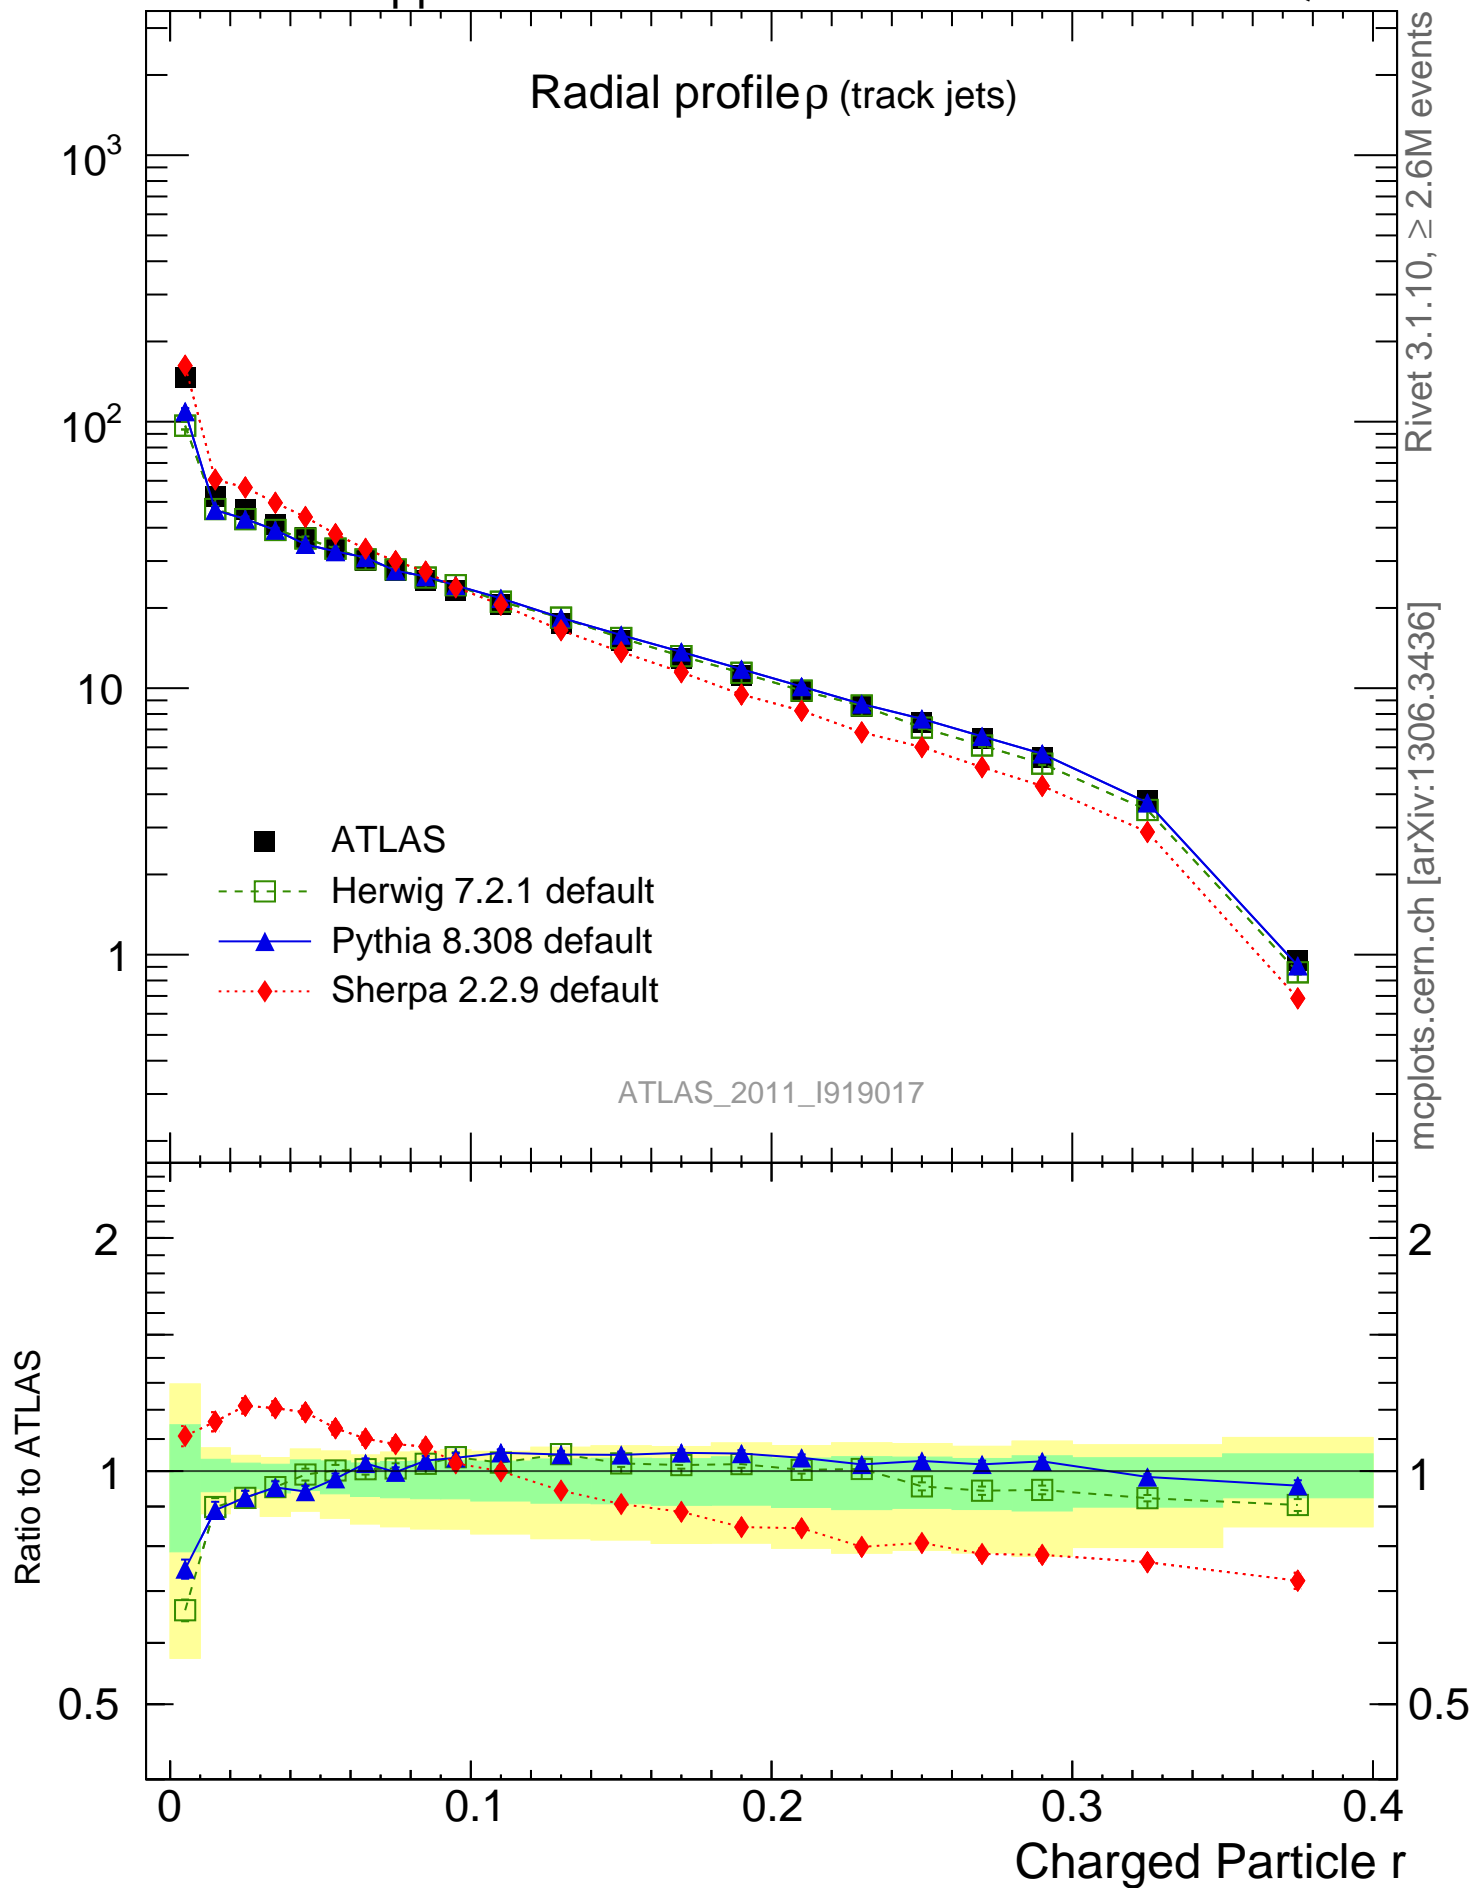 pp
Radial profile ρ (track jets)
10³
10²
10
1
ATLAS
Herwig 7.2.1 default
Pythia 8.308 default
Sherpa 2.2.9 default
ATLAS_2011_I919017
Rivet 3.1.10, ≥ 2.6M events
mcplots.cern.ch [arXiv:1306.3436]
Ratio to ATLAS
2
1
0.5
2
1
0.5
0
0.1
0.2
0.3
0.4
Charged Particle r